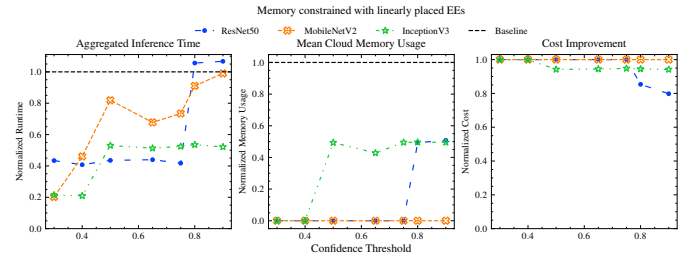 Memory constrained with linearly placed EEs
ResNet50 MobileNetV2 InceptionV3 Baseline
Aggregated Inference Time
Normalized Runtime
1.0
0.8
0.6
0.4
0.2
0.0
0.4 0.6 0.8
Mean Cloud Memory Usage
Normalized Memory Usage
1.0
0.8
0.6
0.4
0.2
0.0
0.4 0.6 0.8
Cost Improvement
Normalized Cost
1.0
0.8
0.6
0.4
0.2
0.0
0.4 0.6 0.8
Confidence Threshold